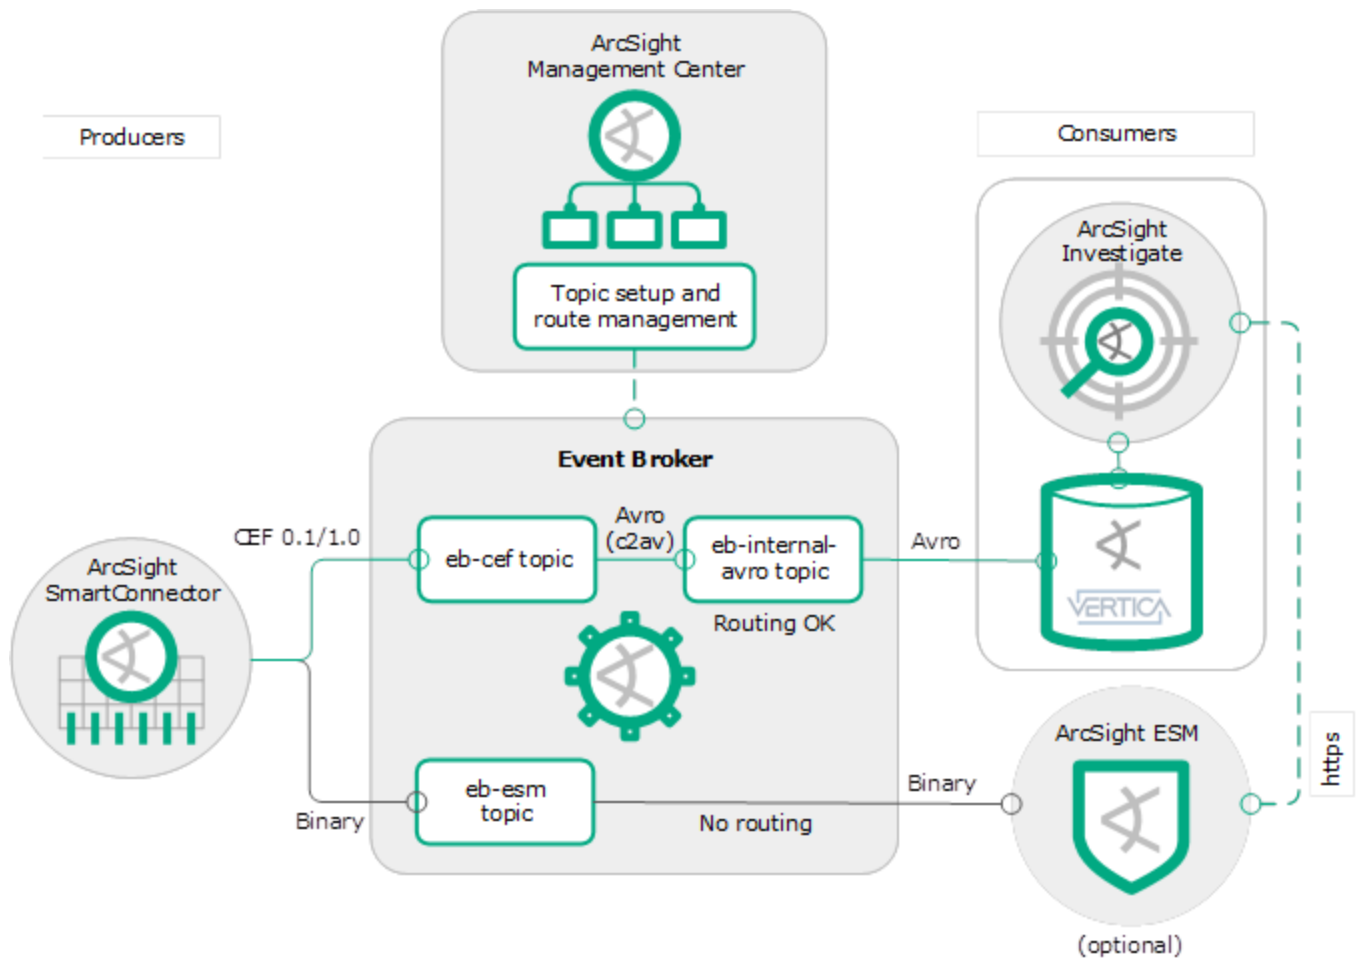 ArcSight
Management Center
Producers
Consumers
Topic setup and
route management
ArcSight
Investigate
Event Broker
CEF 0.1/1.0
eb-cef topic
Avro
(c2av)
eb-internal-
avro topic
Routing OK
Avro
VERTICA
ArcSight
SmartConnector
Binary
eb-esm
topic
No routing
Binary
ArcSight ESM
(optional)
https